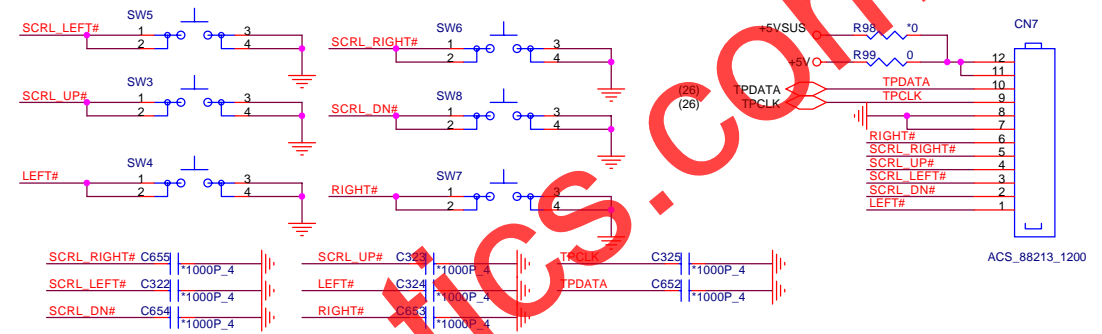 SW5
SCRL_LEFT# 1 2 3 4
SW6
SCRL_RIGHT# 1 2 3 4
SW3
SCRL_UP# 1 2 3 4
SW8
SCRL_DN# 1 2 3 4
SW4
LEFT# 1 2 3 4
SW7
RIGHT# 1 2 3 4
+5VSUS R98 *0
+5V R99 0
CN7
12
11
(26) TPDATA TPDATA 10
(26) TPCLK TPCLK 9
8
7
RIGHT# 6
SCRL_RIGHT# 5
SCRL_UP# 4
SCRL_LEFT# 3
SCRL_DN# 2
LEFT# 1
ACS_88213_1200
SCRL_RIGHT# C655 *1000P_4
SCRL_LEFT# C322 *1000P_4
SCRL_DN# C654 *1000P_4
SCRL_UP# C323 *1000P_4
LEFT# C324 *1000P_4
RIGHT# C653 *1000P_4
TPCLK C325 *1000P_4
TPDATA C652 *1000P_4
tics.com